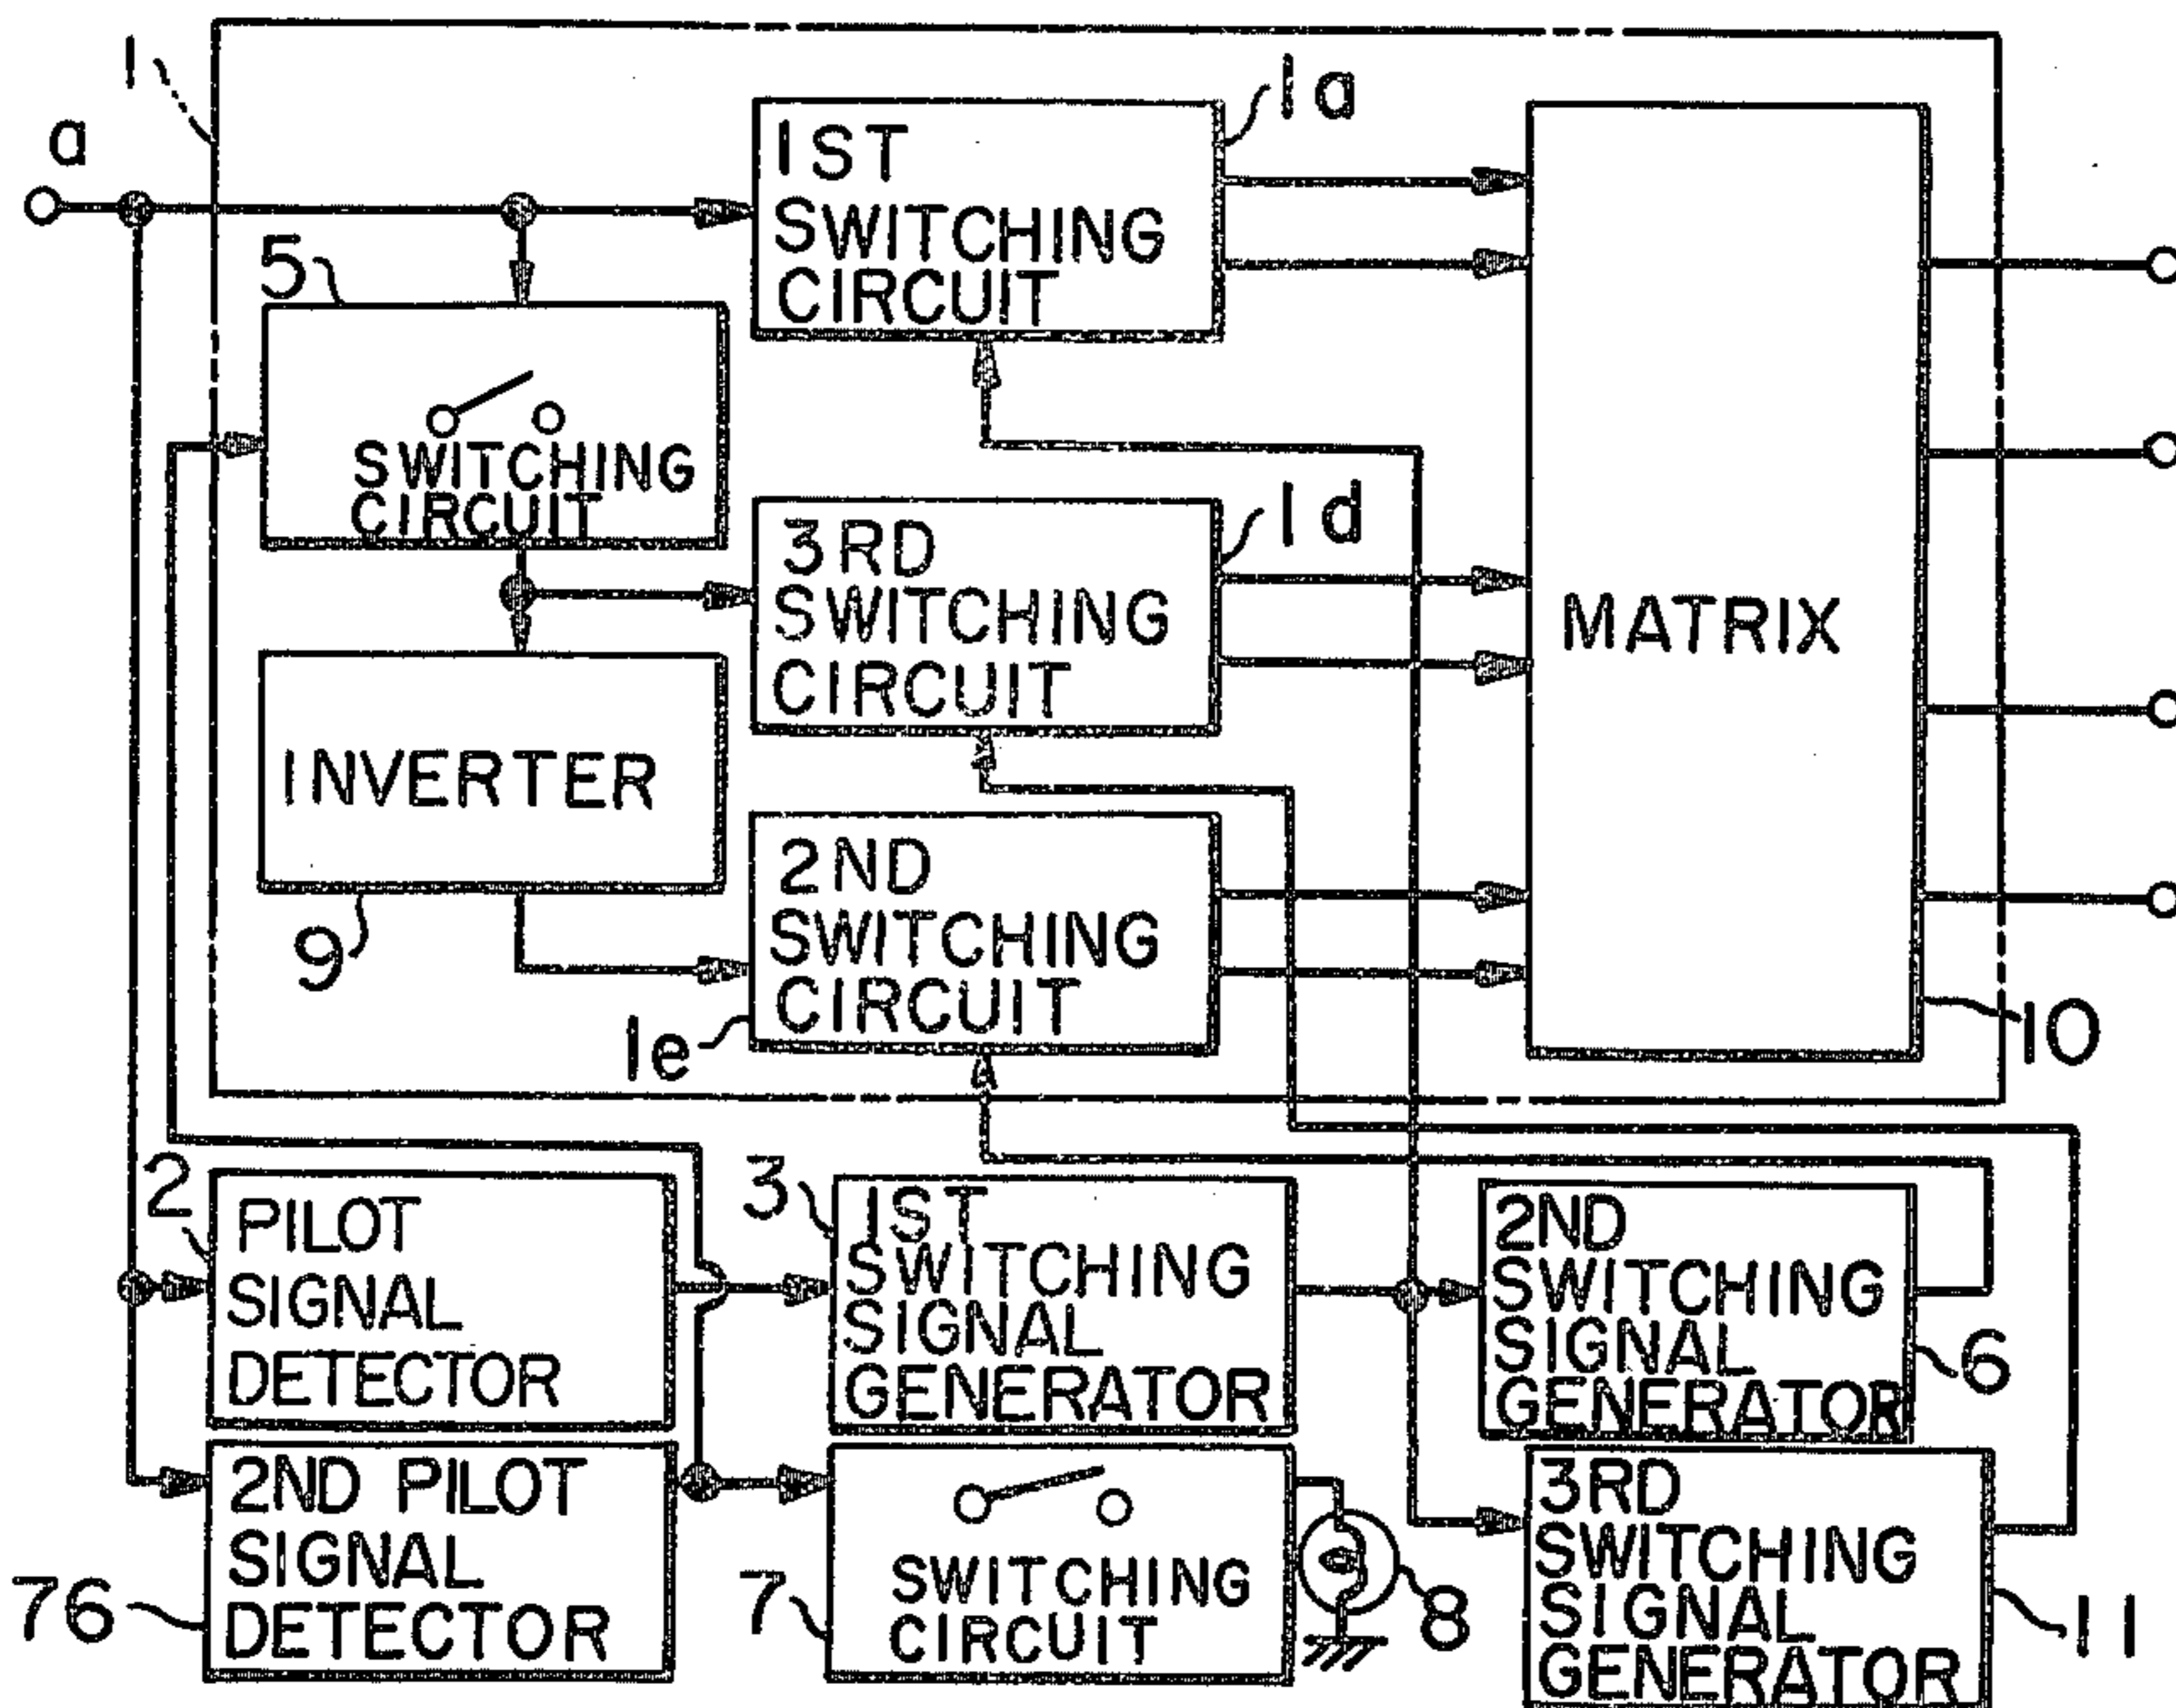 1
a
1ST
SWITCHING
CIRCUIT
1a
5
SWITCHING
CIRCUIT
3RD
SWITCHING
CIRCUIT
1d
MATRIX
INVERTER
9
2ND
SWITCHING
CIRCUIT
1e
10
2
PILOT
SIGNAL
DETECTOR
3
1ST
SWITCHING
SIGNAL
GENERATOR
2ND
SWITCHING
SIGNAL
GENERATOR
6
2ND PILOT
SIGNAL
DETECTOR
76
7
SWITCHING
CIRCUIT
8
3RD
SWITCHING
SIGNAL
GENERATOR
11